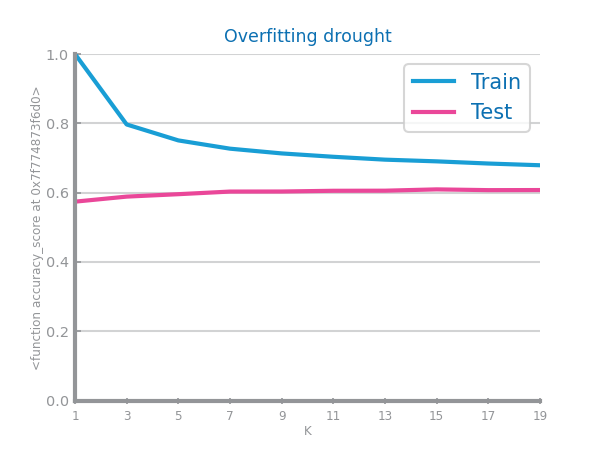 Overfitting drought
<function accuracy_score at 0x7f774873f6d0>
1.0
0.8
0.6
0.4
0.2
0.0
Train
Test
1 3 5 7 9 11 13 15 17 19
K